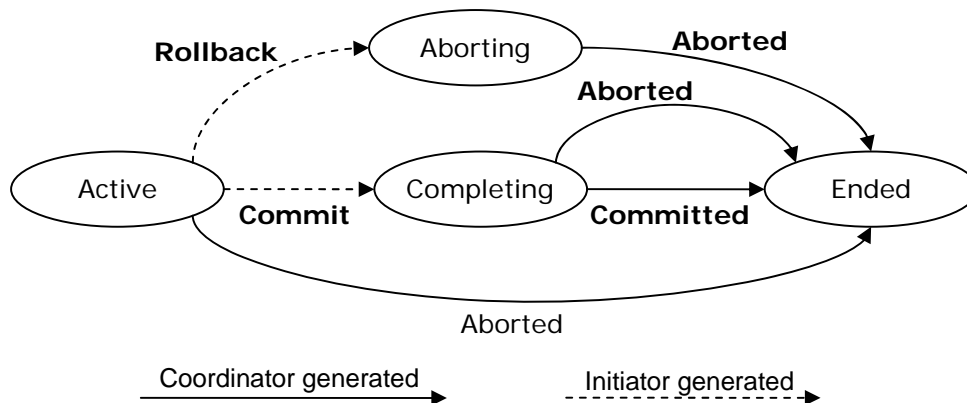 Rollback
Aborting
Aborted
Aborted
Active
Commit
Completing
Committed
Ended
Aborted
Coordinator generated
Initiator generated